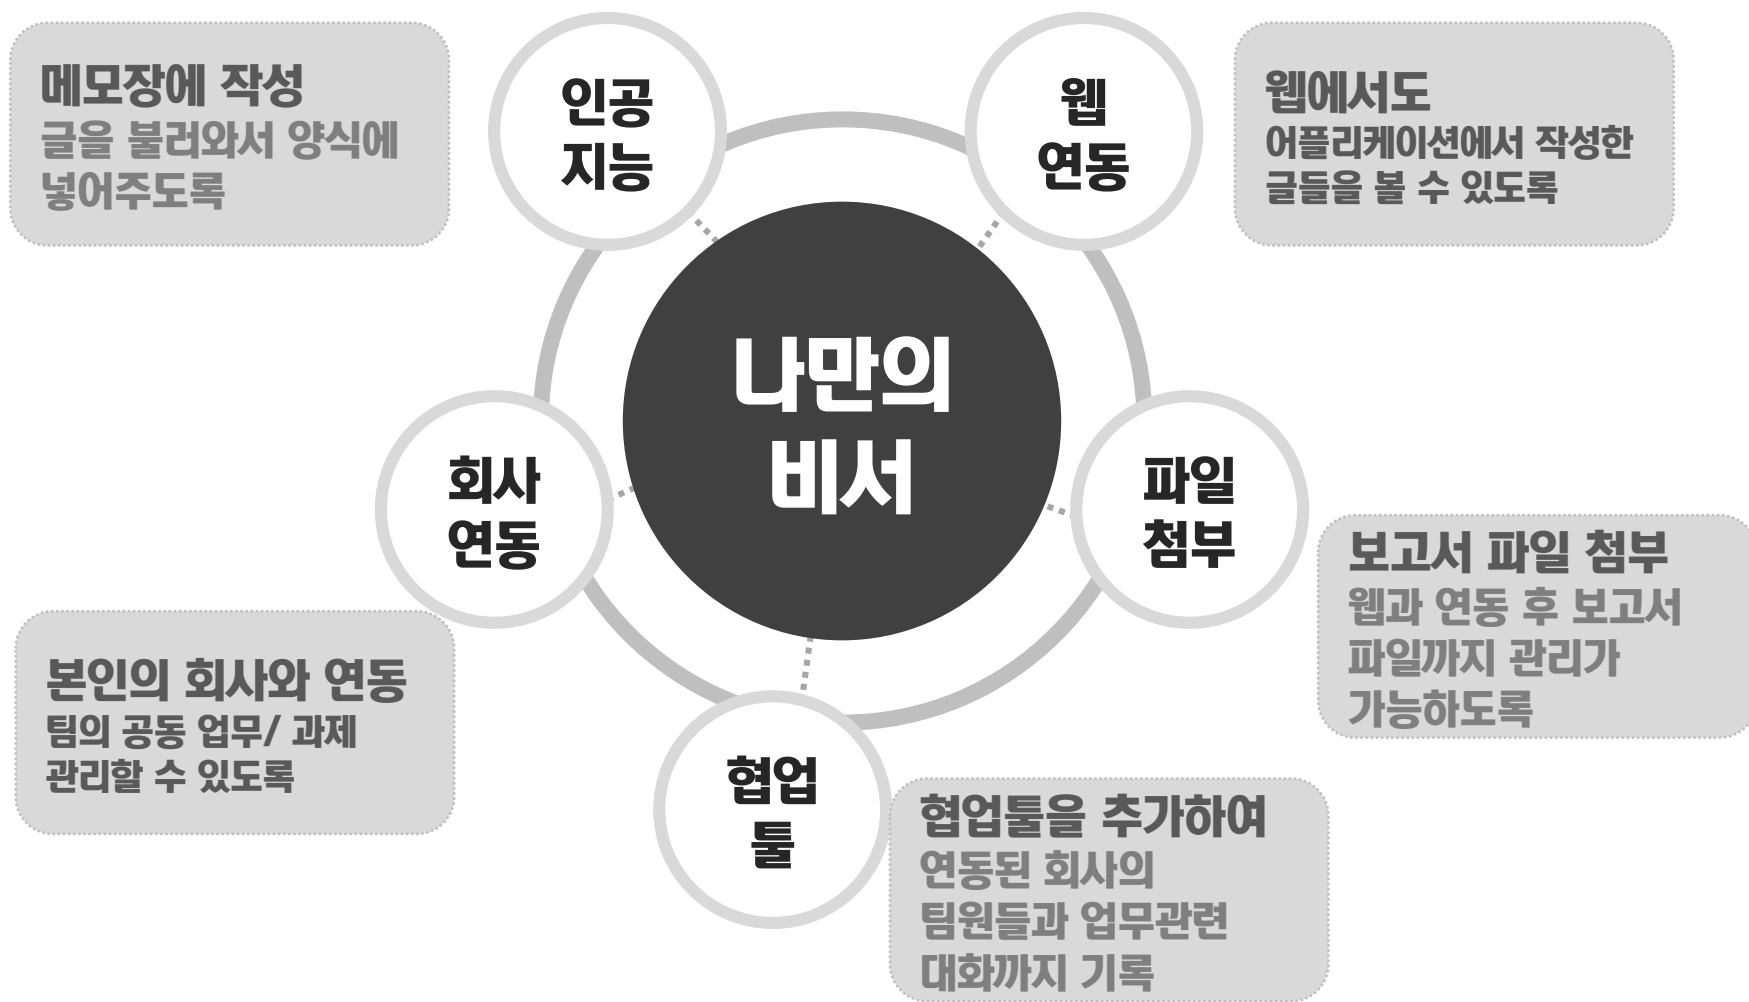 메모장에 작성
글을 불러와서 양식에
넣어주도록
인공
지능
웹
연동
웹에서도
어플리케이션에서 작성한
글들을 볼 수 있도록
나만의
비서
회사
연동
파일
첨부
본인의 회사와 연동
팀의 공동 업무/ 과제
관리할 수 있도록
보고서 파일 첨부
웹과 연동 후 보고서
파일까지 관리가
가능하도록
협업
툴
협업툴을 추가하여
연동된 회사의
팀원들과 업무관련
대화까지 기록